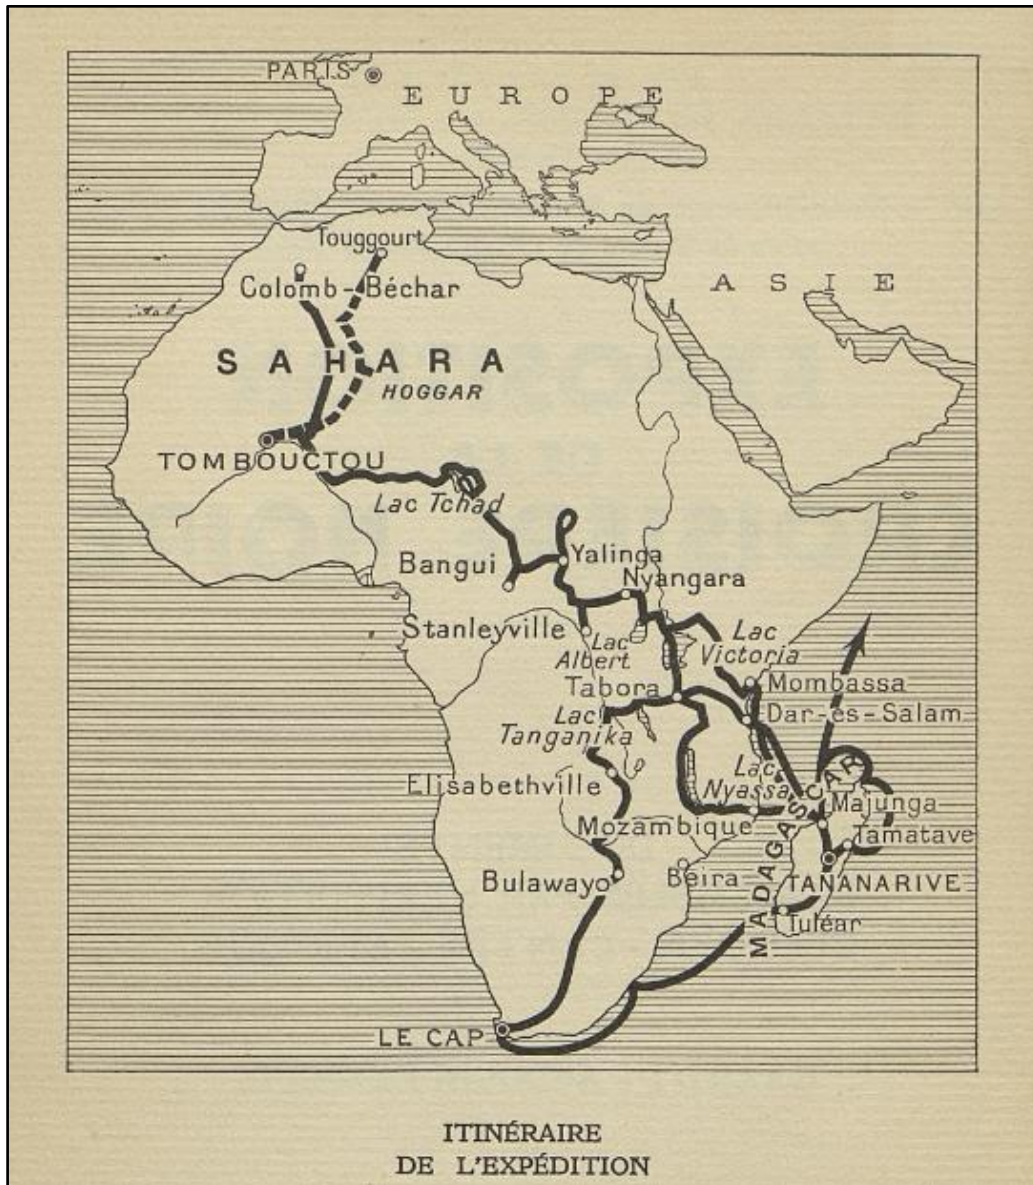 PARIS
EUROPE
ASIE
Touggourt
Colomb-Béchar
SAHARA
HOGGAR
TOMBOUCTOU
Lac Tchad
Bangui
Yalinga
Nyangara
Stanleyville
Lac
Albert
Lac
Victoria
Tabora
Mombassa
Dar-ès-Salam
Lac
Tanganika
Elisabethville
Lac
Nyassa
MADAGASCAR
Majunga
Mozambique
Tamatave
Bulawayo
Beira
TANANARIVE
Tuléar
LE CAP
ITINÉRAIRE
DE L'EXPÉDITION